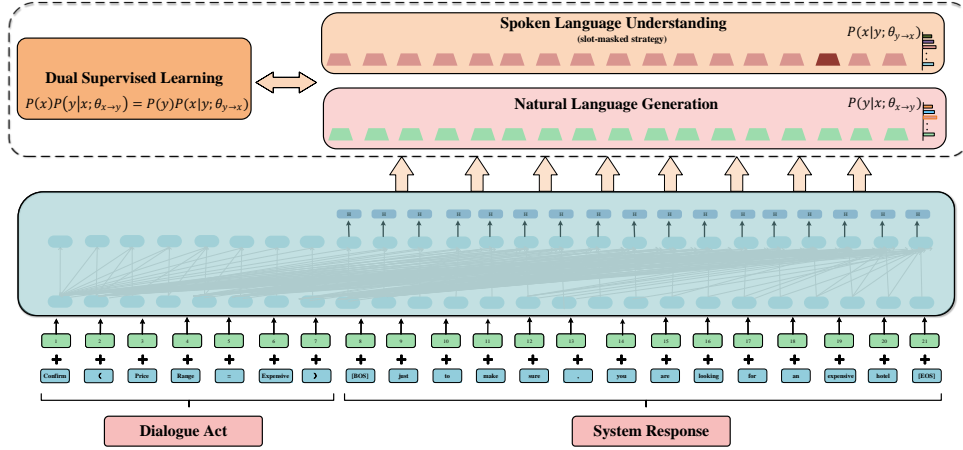 Spoken Language Understanding
(slot-masked strategy)
P(x|y; θ_{y→x})
Dual Supervised Learning
P(x)P(y|x; θ_{x→y}) = P(y)P(x|y; θ_{y→x})
Natural Language Generation
P(y|x; θ_{x→y})
H H H H H H H H H H H H H H H H
1 2 3 4 5 6 7 8 9 10 11 12 13 14 15 16 17 18 19 20 21
+ + + + + + + + + + + + + + + + + + + + +
Confirm ( Price Range = Expensive ) [BOS] just to make sure , you are looking for an expensive hotel [EOS]
Dialogue Act
System Response